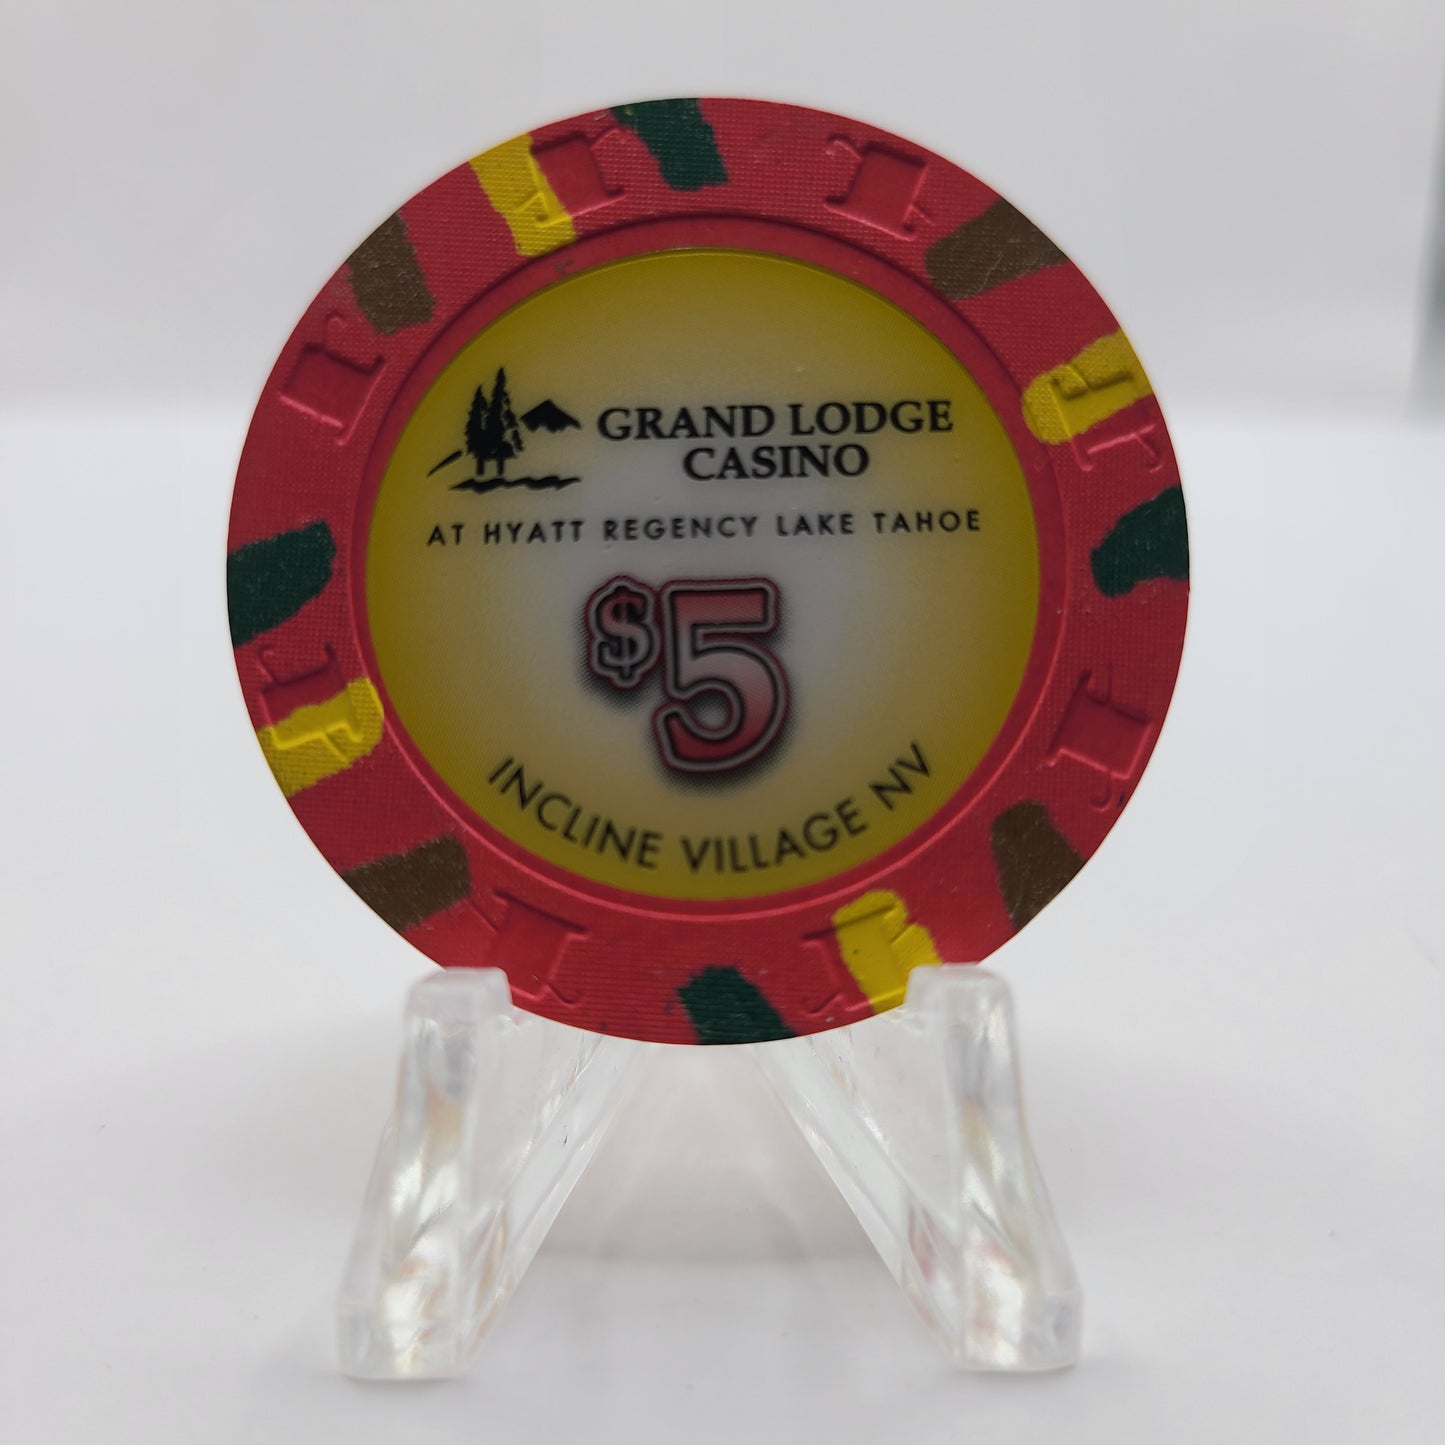 GRAND LODGE
CASINO
AT HYATT REGENCY LAKE TAHOE
$5
INCLINE VILLAGE NV